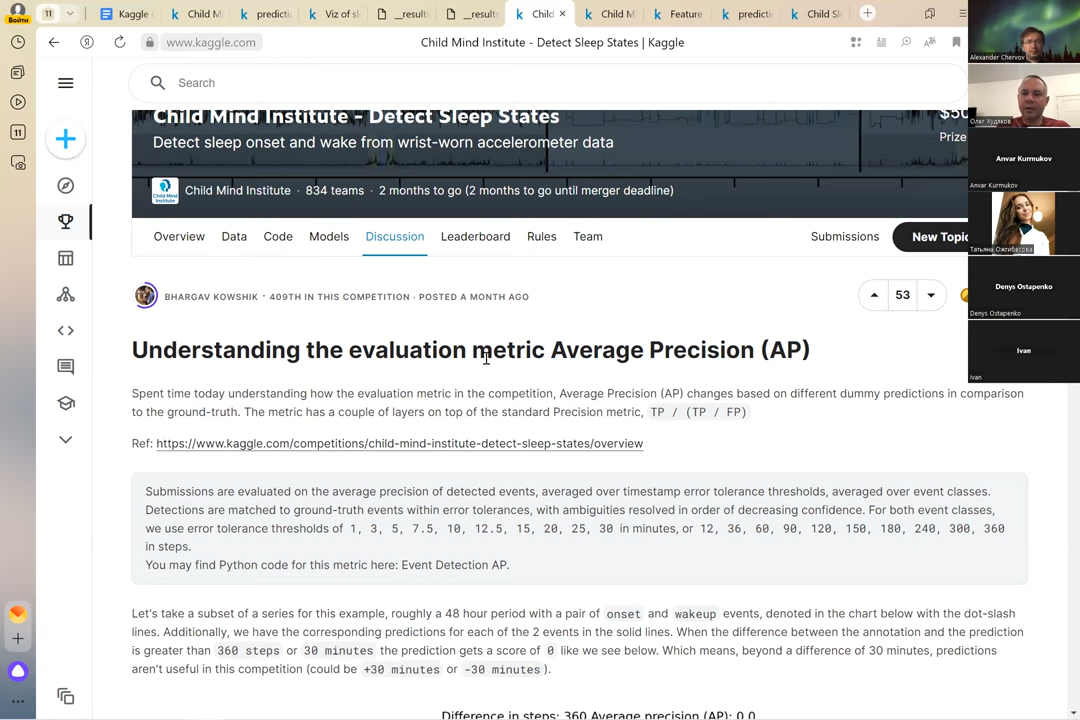 Войти
11
Kaggle
Child M
predicti
Viz of s
__results
__results
Child
Child M
Feature
predicti
Child Sl
www.kaggle.com
Child Mind Institute - Detect Sleep States | Kaggle
11
Search
Child Mind Institute - Detect Sleep States
Detect sleep onset and wake from wrist-worn accelerometer data
Prize
Child Mind Institute · 834 teams · 2 months to go (2 months to go until merger deadline)
Overview Data Code Models Discussion Leaderboard Rules Team Submissions New Topic
BHARGAV KOWSHIK · 409TH IN THIS COMPETITION · POSTED A MONTH AGO
53
Understanding the evaluation metric Average Precision (AP)
Spent time today understanding how the evaluation metric in the competition, Average Precision (AP) changes based on different dummy predictions in comparison
to the ground-truth. The metric has a couple of layers on top of the standard Precision metric, TP / (TP / FP)
Ref: https://www.kaggle.com/competitions/child-mind-institute-detect-sleep-states/overview
Submissions are evaluated on the average precision of detected events, averaged over timestamp error tolerance thresholds, averaged over event classes.
Detections are matched to ground-truth events within error tolerances, with ambiguities resolved in order of decreasing confidence. For both event classes,
we use error tolerance thresholds of 1, 3, 5, 7.5, 10, 12.5, 15, 20, 25, 30 in minutes, or 12, 36, 60, 90, 120, 150, 180, 240, 300, 360
in steps.
You may find Python code for this metric here: Event Detection AP.
Let's take a subset of a series for this example, roughly a 48 hour period with a pair of onset and wakeup events, denoted in the chart below with the dot-slash
lines. Additionally, we have the corresponding predictions for each of the 2 events in the solid lines. When the difference between the annotation and the prediction
is greater than 360 steps or 30 minutes the prediction gets a score of 0 like we see below. Which means, beyond a difference of 30 minutes, predictions
aren't useful in this competition (could be +30 minutes or -30 minutes).
Difference in steps: 360 Average precision (AP): 0.0
Alexander Chervov
Олег Худяков
Anvar Kurmukov
Anvar Kurmukov
Татьяна Ожгибесова
Denys Ostapenko
Denys Ostapenko
Ivan
Ivan